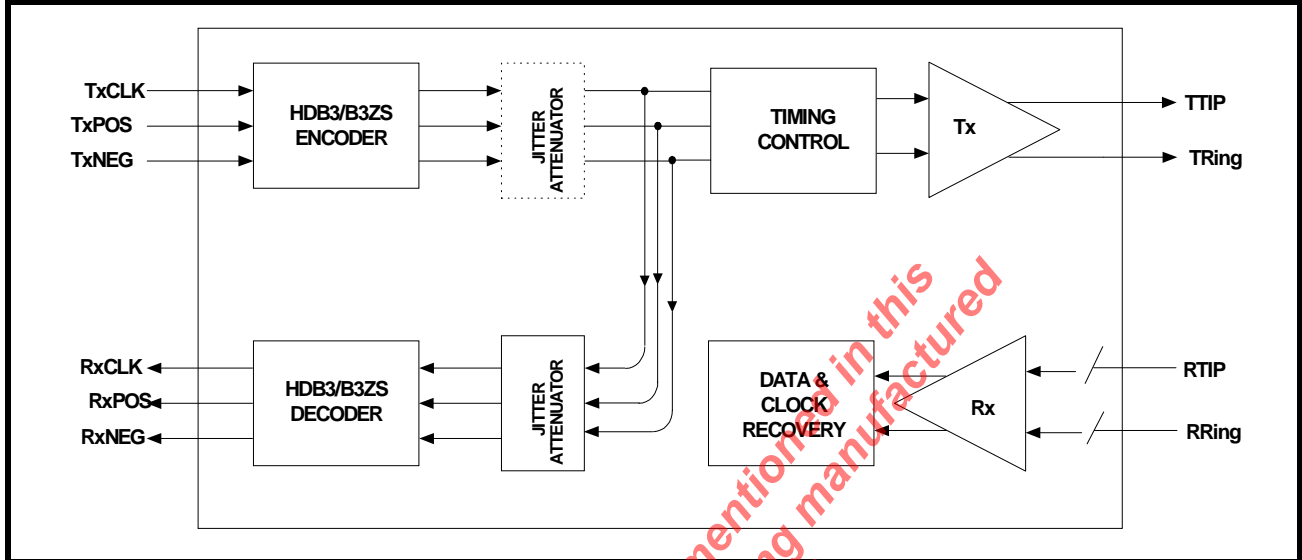 TxCLK
TxPOS
TxNEG
HDB3/B3ZS
ENCODER
JITTER
ATTENUATOR
TIMING
CONTROL
Tx
TTIP
TRing
RxCLK
RxPOS
RxNEG
HDB3/B3ZS
DECODER
JITTER
ATTENUATOR
DATA &
CLOCK
RECOVERY
Rx
RTIP
RRing
mentioned in this
manufactured